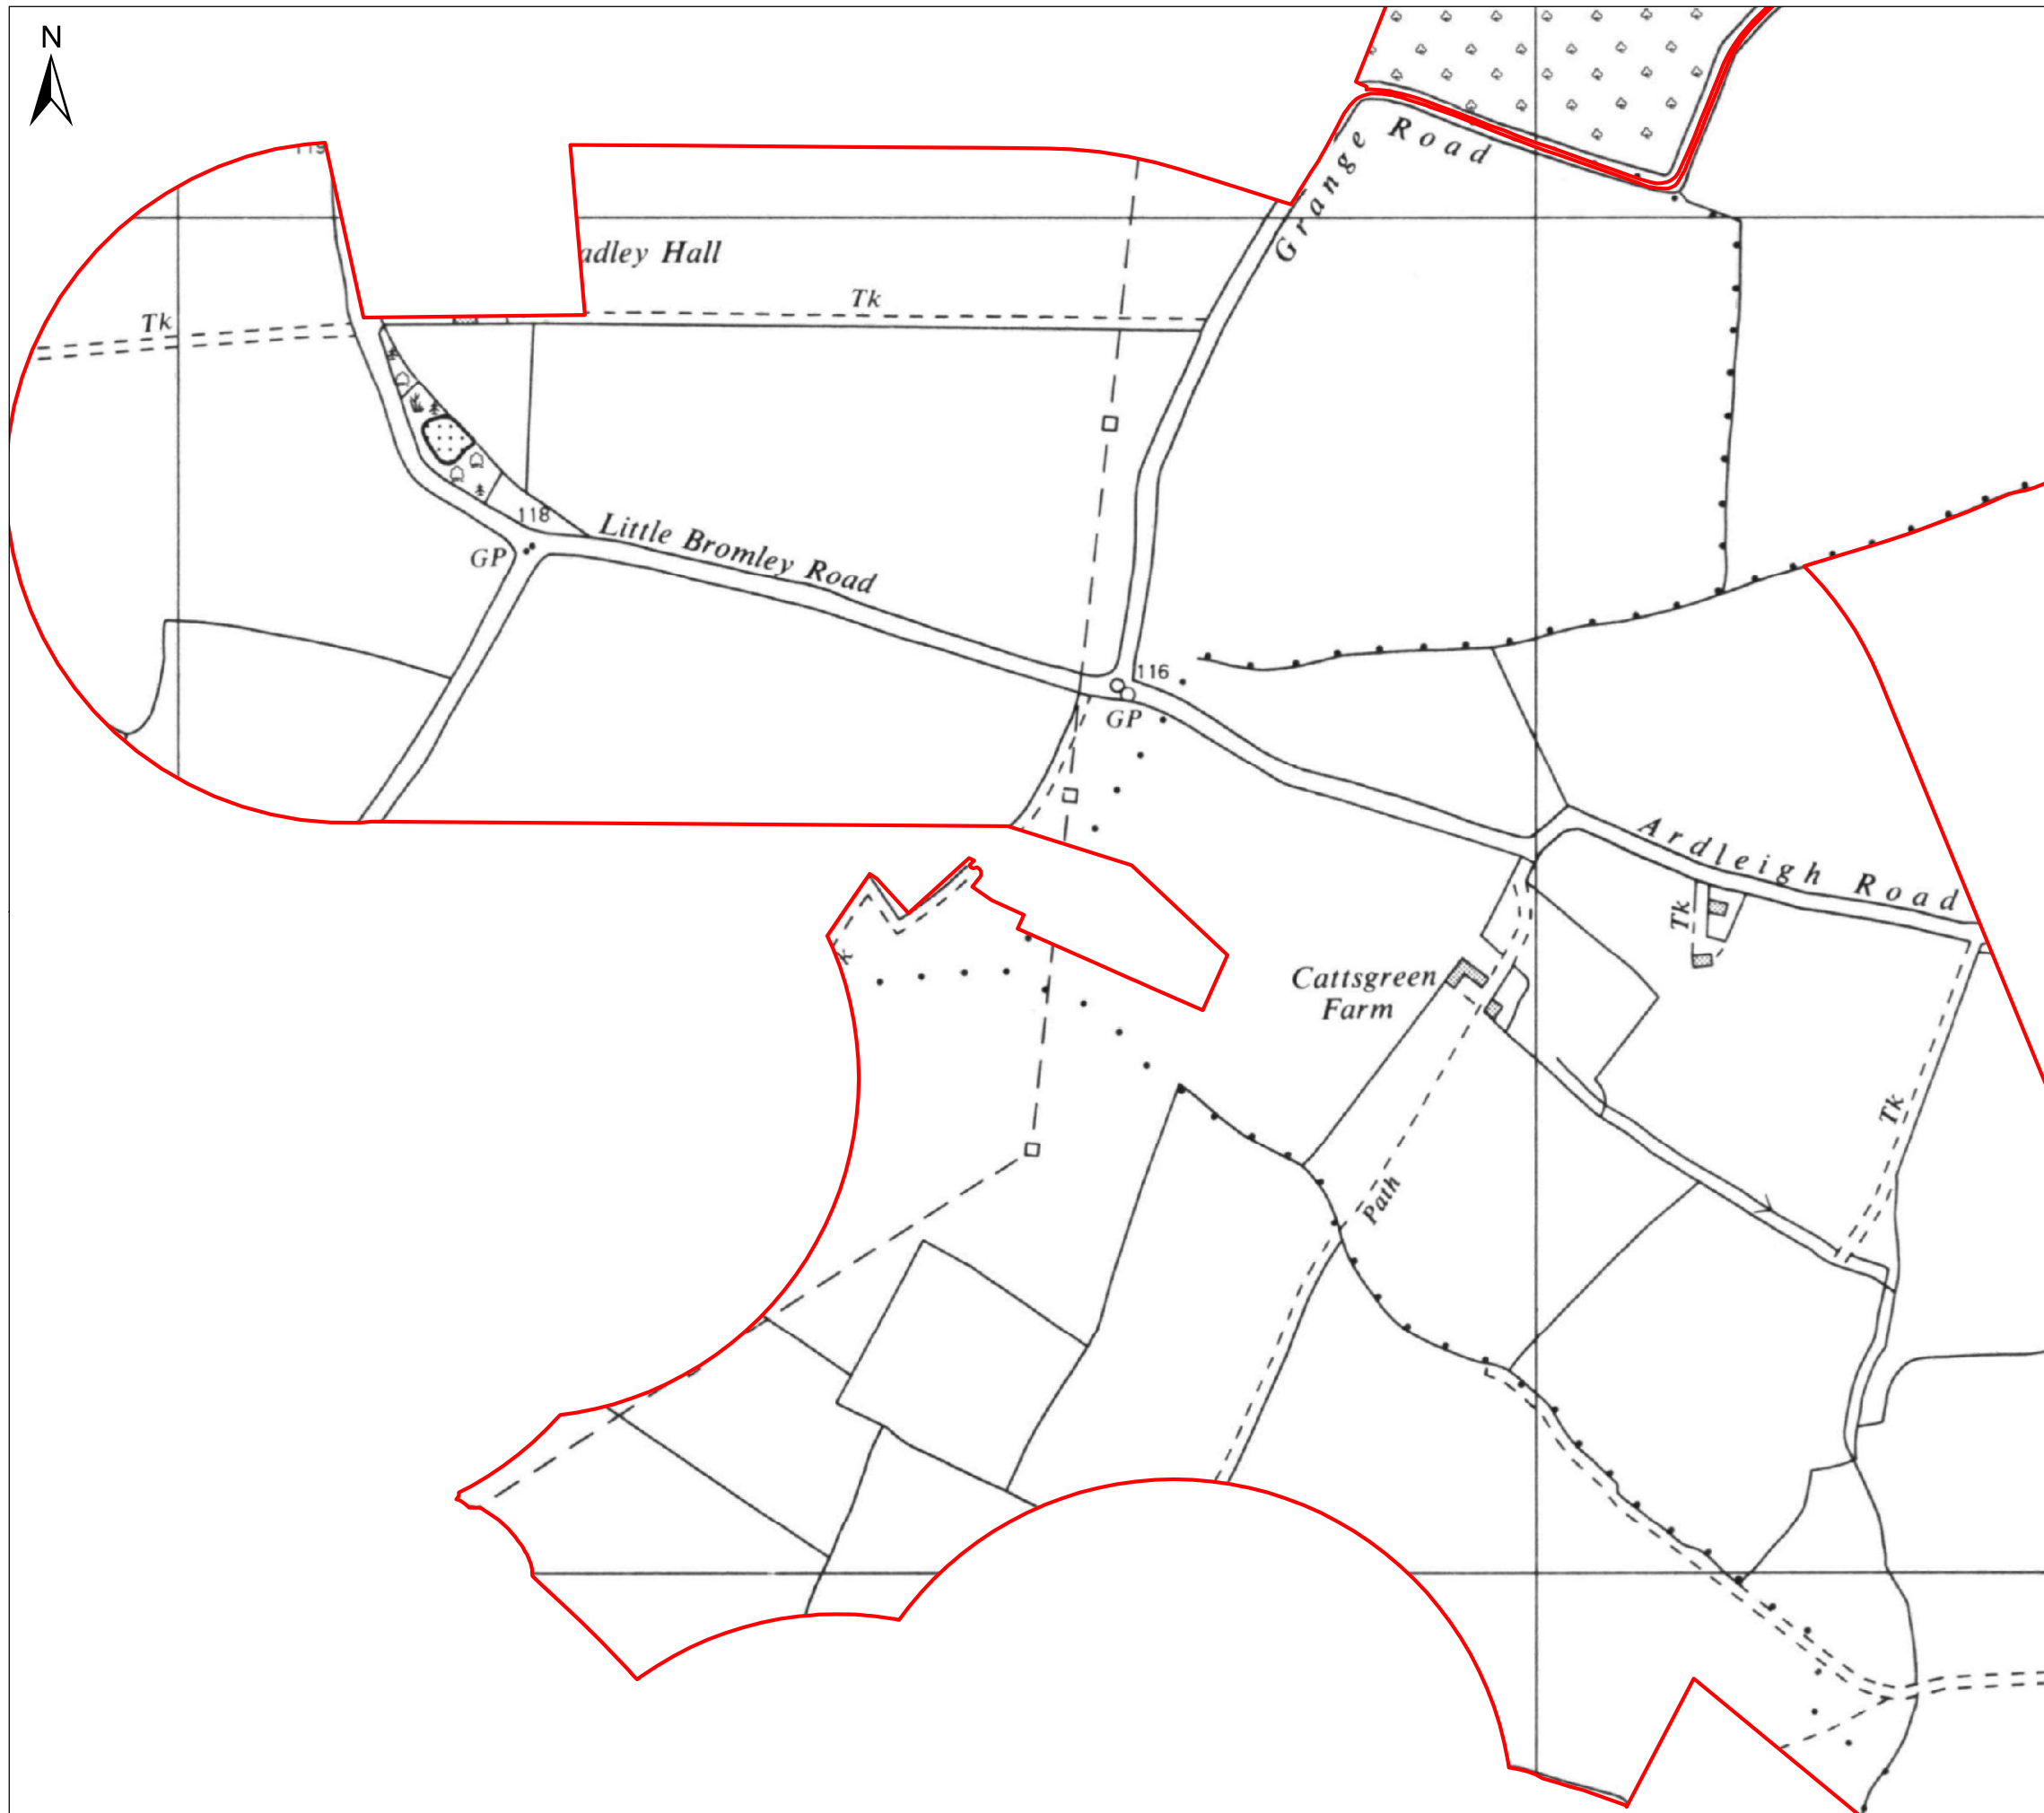 N
Grange Road
119
adley Hall
Tk
Tk
118
Little Bromley Road
GP
116
GP
Ardleigh Road
Tk
Cattsgreen
Farm
Tk
Path